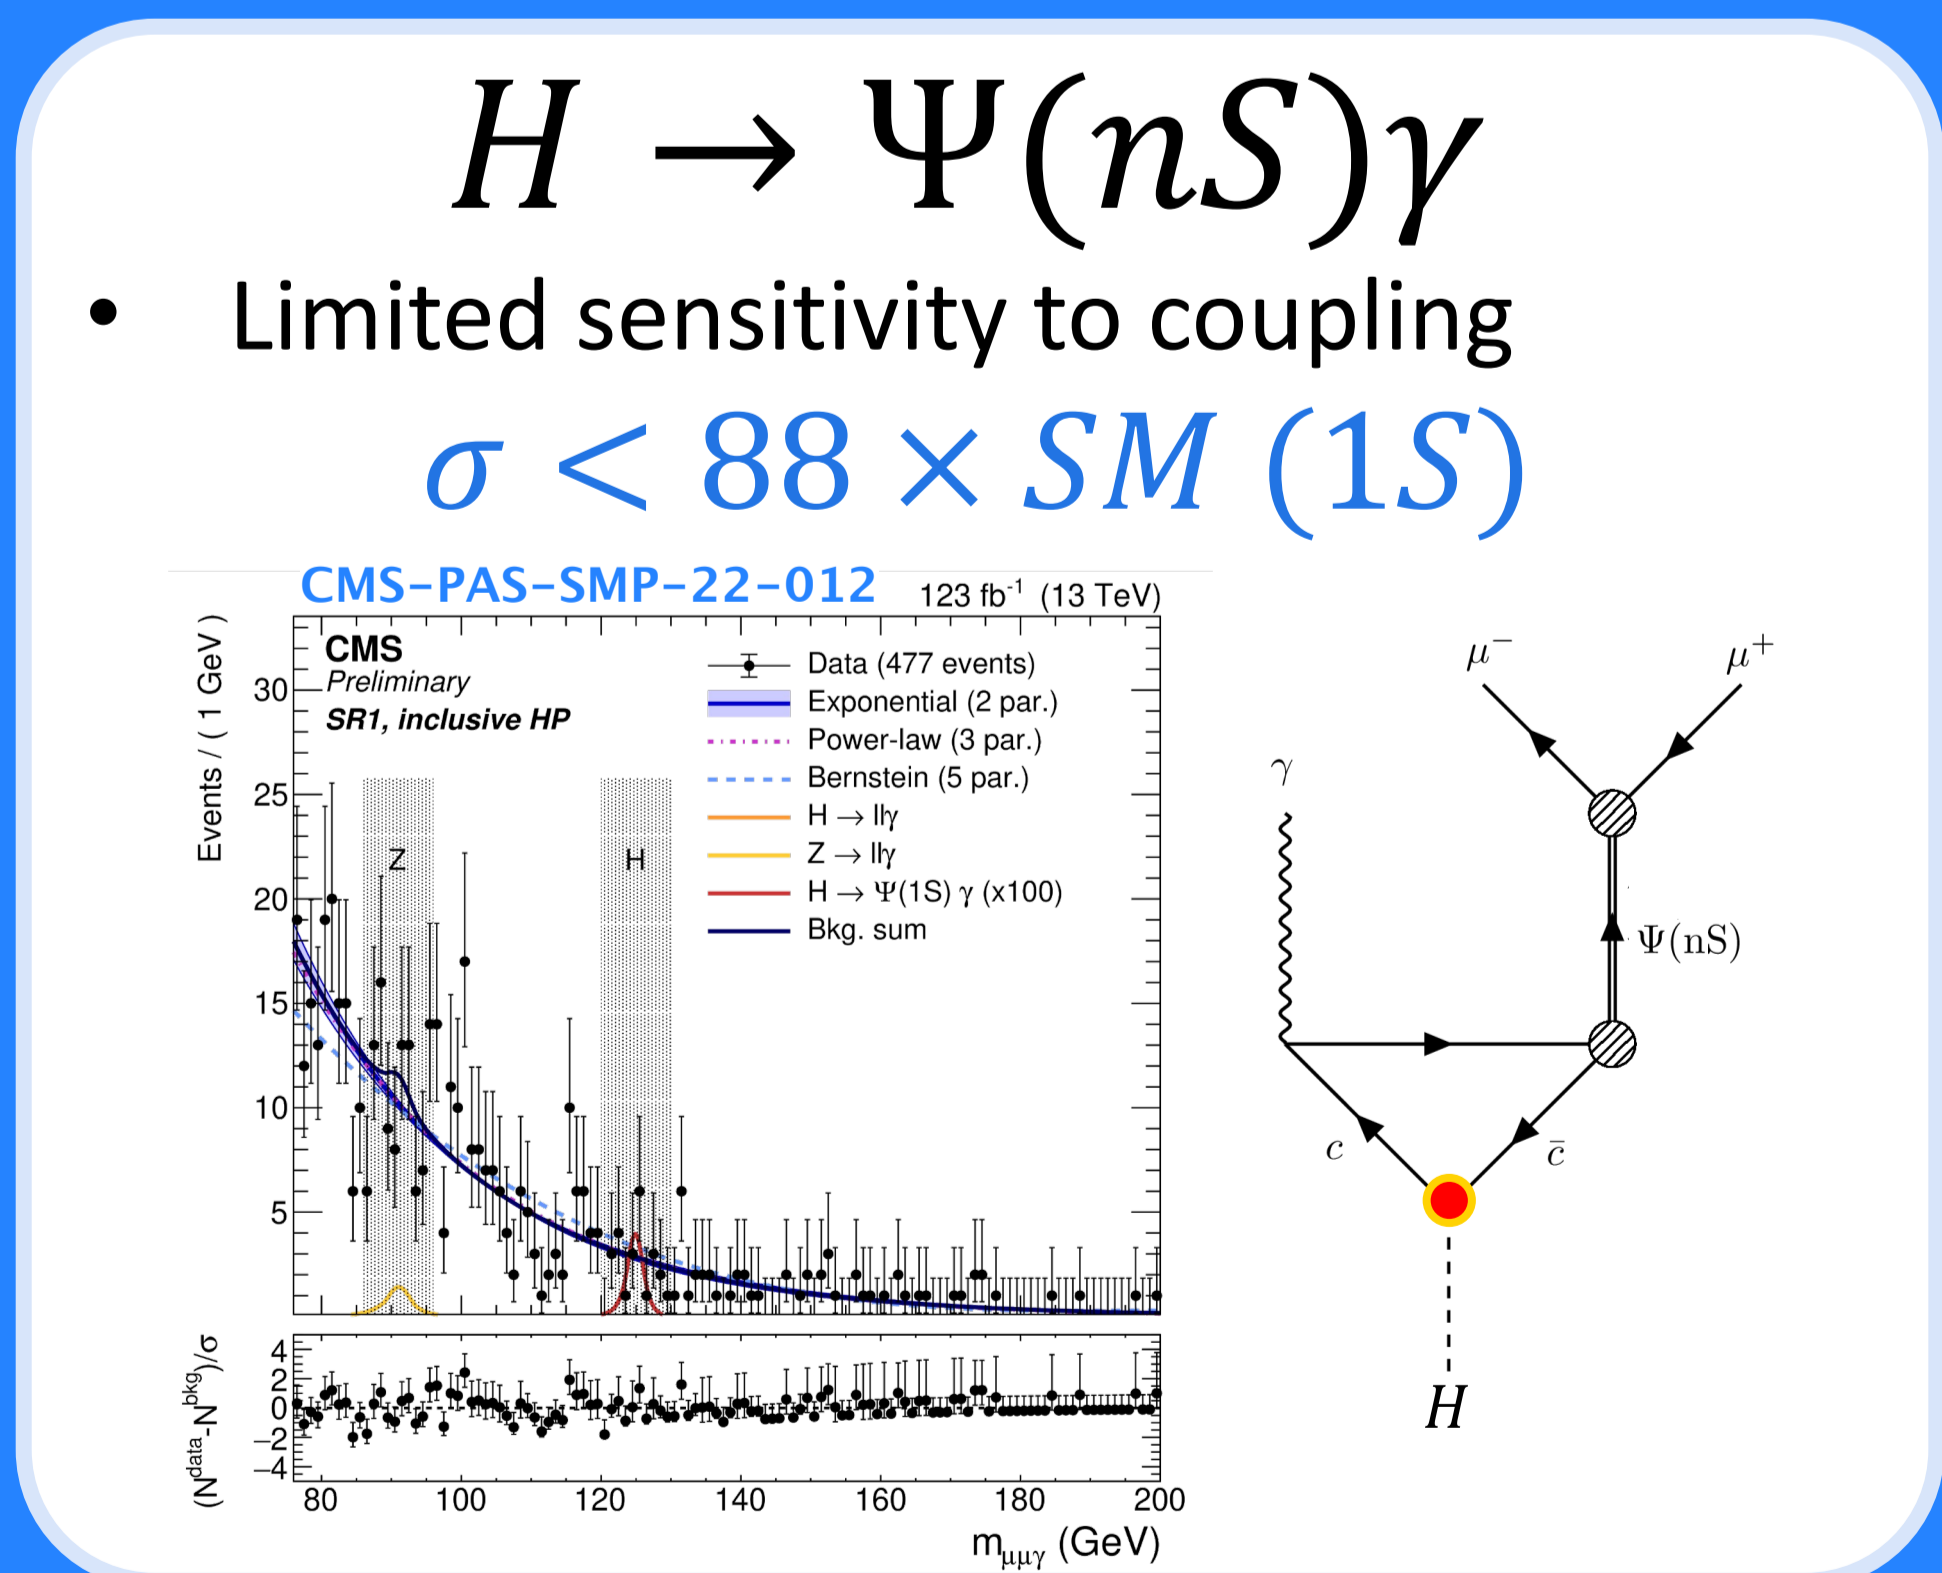 H → Ψ(nS)γ
• Limited sensitivity to coupling
σ < 88 × SM (1S)
CMS-PAS-SMP-22-012
123 fb⁻¹ (13 TeV)
Events / ( 1 GeV )
CMS
Preliminary
SR1, inclusive HP
Data (477 events)
Exponential (2 par.)
Power-law (3 par.)
Bernstein (5 par.)
H → llγ
Z → llγ
H → Ψ(1S) γ (x100)
Bkg. sum
Z
H
30
25
20
15
10
5
(N^data-N^bkg)/σ
4
2
0
−2
−4
80 100 120 140 160 180 200
m_μμγ (GeV)
μ⁻
μ⁺
γ
Ψ(nS)
c
c̄
H